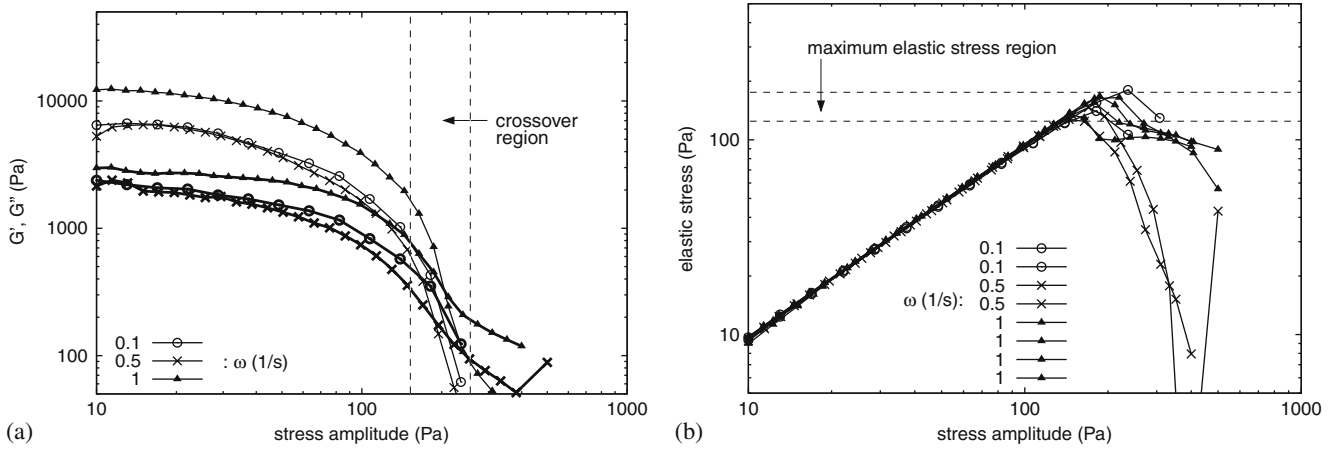 10000
1000
100
G', G" (Pa)
crossover
region
0.1
0.5
1
: ω (1/s)
10
100
1000
stress amplitude (Pa)
(a)
maximum elastic stress region
100
10
elastic stress (Pa)
ω (1/s):
0.1
0.1
0.5
0.5
1
1
1
1
10
100
1000
stress amplitude (Pa)
(b)